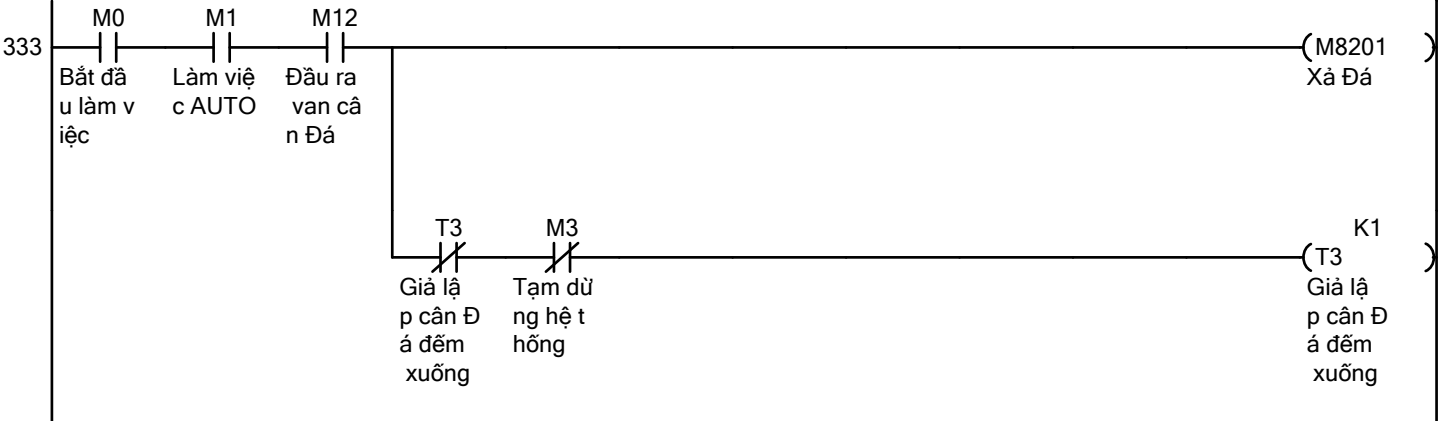 M0 M1 M12
333 M8201
Bắt đầ Làm việ Đầu ra Xả Đá
u làm v c AUTO van câ
iệc n Đá
T3 M3 K1
T3
Giả lậ Tạm dừ Giả lậ
p cân Đ ng hệ t p cân Đ
á đếm hống á đếm
xuống xuống